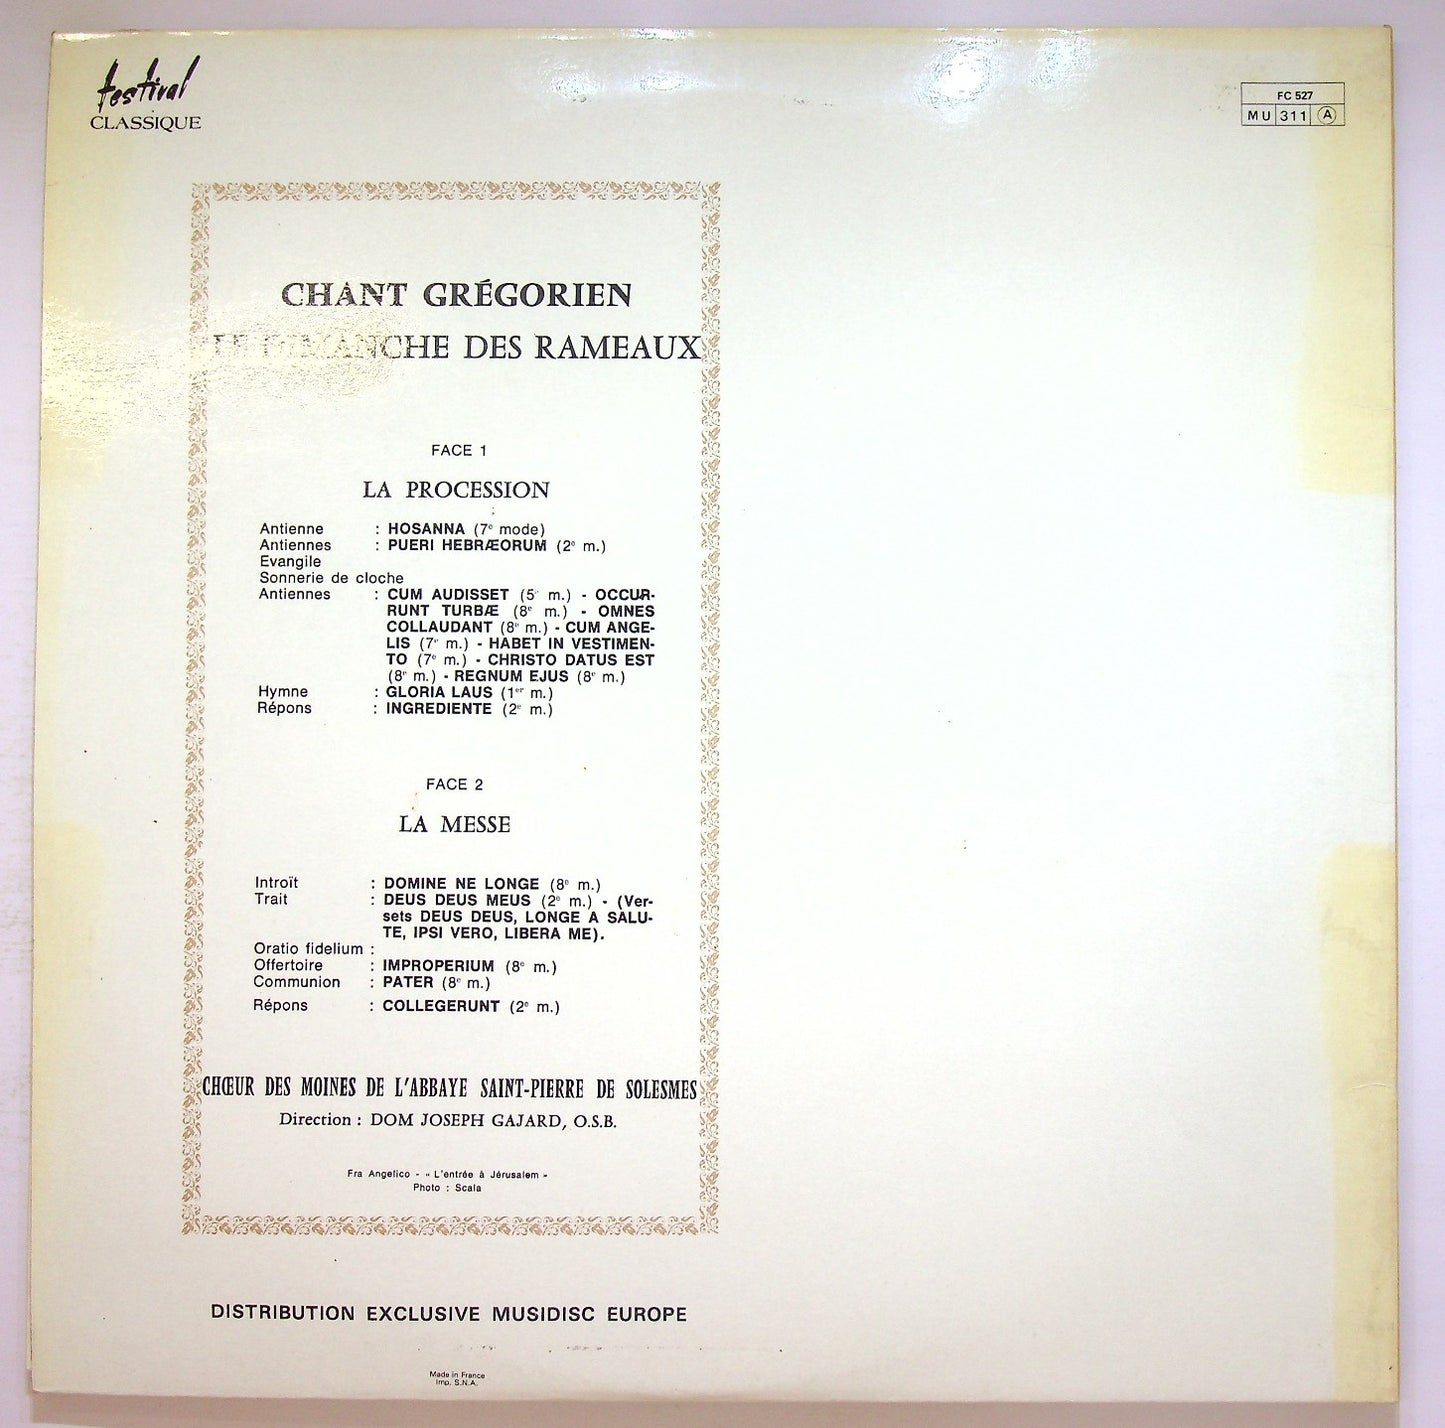 festival
CLASSIQUE
FC 527
MU 311 A
CHANT GRÉGORIEN
LE DIMANCHE DES RAMEAUX
FACE 1
LA PROCESSION
Antienne : HOSANNA (7e mode)
Antiennes : PUERI HEBRÆORUM (2e m.)
Evangile
Sonnerie de cloche
Antiennes : CUM AUDISSET (5e m.) - OCCUR-
RUNT TURBÆ (8e m.) - OMNES
COLLAUDANT (8e m.) - CUM ANGE-
LIS (7e m.) - HABET IN VESTIMEN-
TO (7e m.) - CHRISTO DATUS EST
(8e m.) - REGNUM EJUS (8e m.)
Hymne : GLORIA LAUS (1er m.)
Répons : INGREDIENTE (2e m.)
FACE 2
LA MESSE
Introït : DOMINE NE LONGE (8e m.)
Trait : DEUS DEUS MEUS (2e m.) - (Ver-
sets DEUS DEUS, LONGE A SALU-
TE, IPSI VERO, LIBERA ME).
Oratio fidelium :
Offertoire : IMPROPERIUM (8e m.)
Communion : PATER (8e m.)
Répons : COLLEGERUNT (2e m.)
CHŒUR DES MOINES DE L'ABBAYE SAINT-PIERRE DE SOLESMES
Direction : DOM JOSEPH GAJARD, O.S.B.
Fra Angelico - « L'entrée à Jérusalem »
Photo : Scala
DISTRIBUTION EXCLUSIVE MUSIDISC EUROPE
Made in France
Imp. S.N.A.